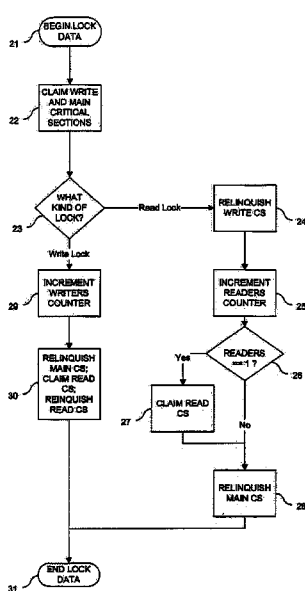 BEGIN LOCK
DATA
21
CLAIM WRITE
AND MAIN
CRITICAL
SECTIONS
22
WHAT
KIND OF
LOCK?
23
Read Lock
RELINQUISH
WRITE CS
24
Write Lock
INCREMENT
WRITERS
COUNTER
29
INCREMENT
READERS
COUNTER
25
RELINQUISH
MAIN CS;
CLAIM READ
CS;
REINQUISH
READ CS
30
READERS
==1 ?
26
Yes
CLAIM READ
CS
27
No
RELINQUISH
MAIN CS
28
END LOCK
DATA
31